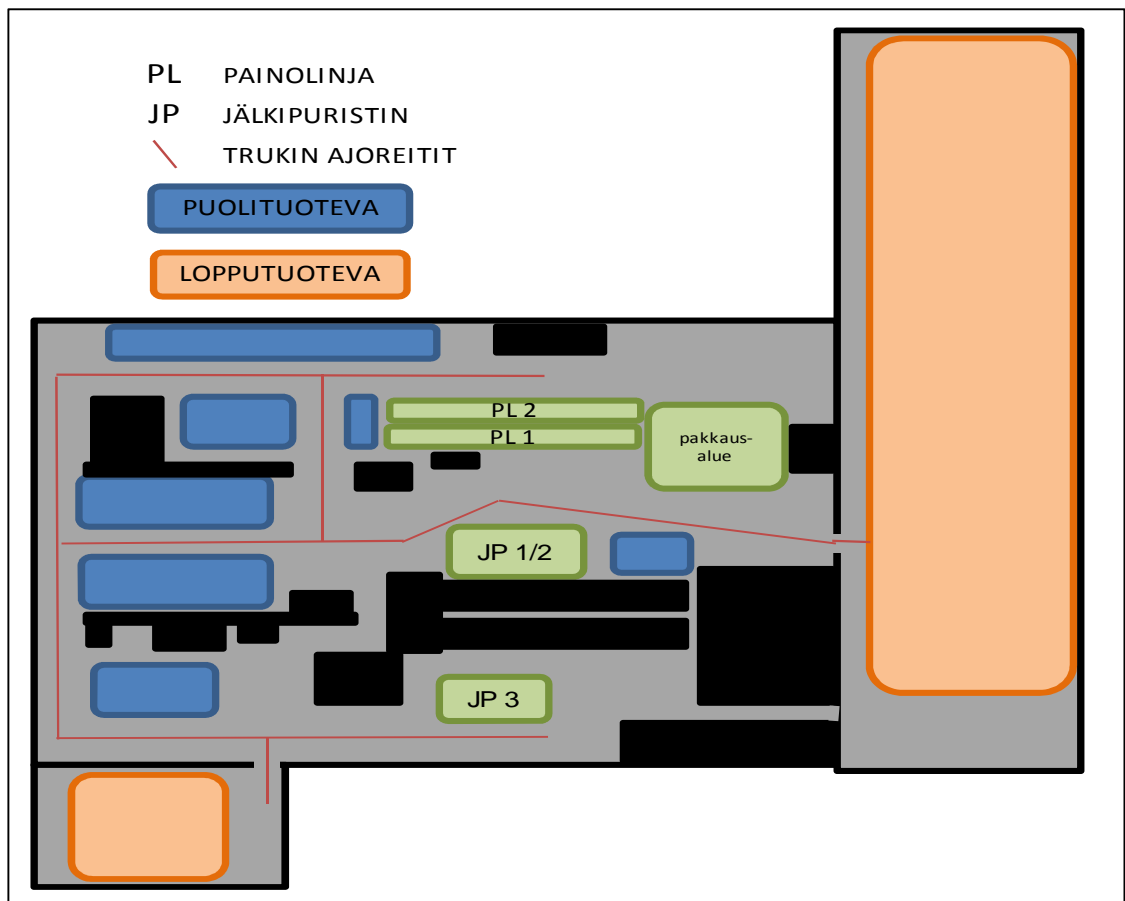 PL PAINOLINJA
JP JÄLKIPURISTIN
TRUKIN AJOREITIT
PUOLITUOTEVA
LOPPUTUOTEVA
PL 2
PL 1
pakkaus-
alue
JP 1/2
JP 3